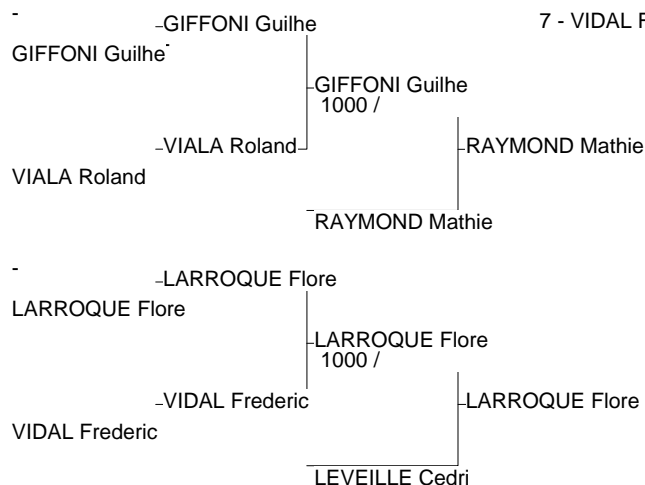 -
GIFFONI Guilhe
7 - VIDAL F
GIFFONI Guilhe
GIFFONI Guilhe
1000 /
VIALA Roland
RAYMOND Mathie
VIALA Roland
RAYMOND Mathie
-
LARROQUE Flore
LARROQUE Flore
LARROQUE Flore
1000 /
VIDAL Frederic
LARROQUE Flore
VIDAL Frederic
LEVEILLE Cedri